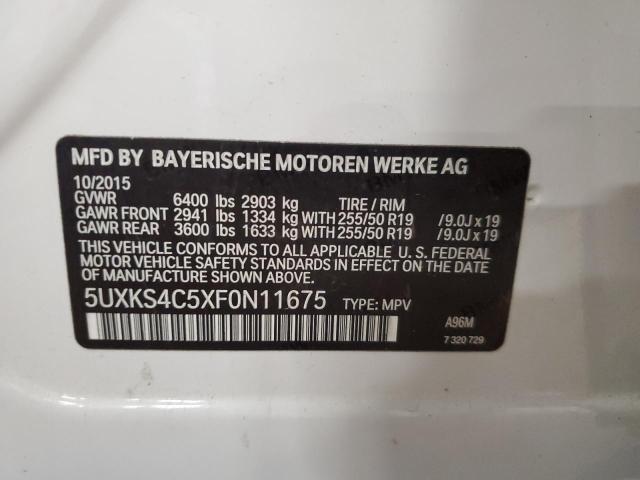 MFD BY BAYERISCHE MOTOREN WERKE AG
10/2015
GVWR 6400 lbs 2903 kg TIRE / RIM
GAWR FRONT 2941 lbs 1334 kg WITH 255/50 R19 /9.0J x 19
GAWR REAR 3600 lbs 1633 kg WITH 255/50 R19 /9.0J x 19
THIS VEHICLE CONFORMS TO ALL APPLICABLE U. S. FEDERAL
MOTOR VEHICLE SAFETY STANDARDS IN EFFECT ON THE
DATE OF MANUFACTURE SHOWN ABOVE.
5UXKS4C5XF0N11675 TYPE: MPV
A96M
7 320 729